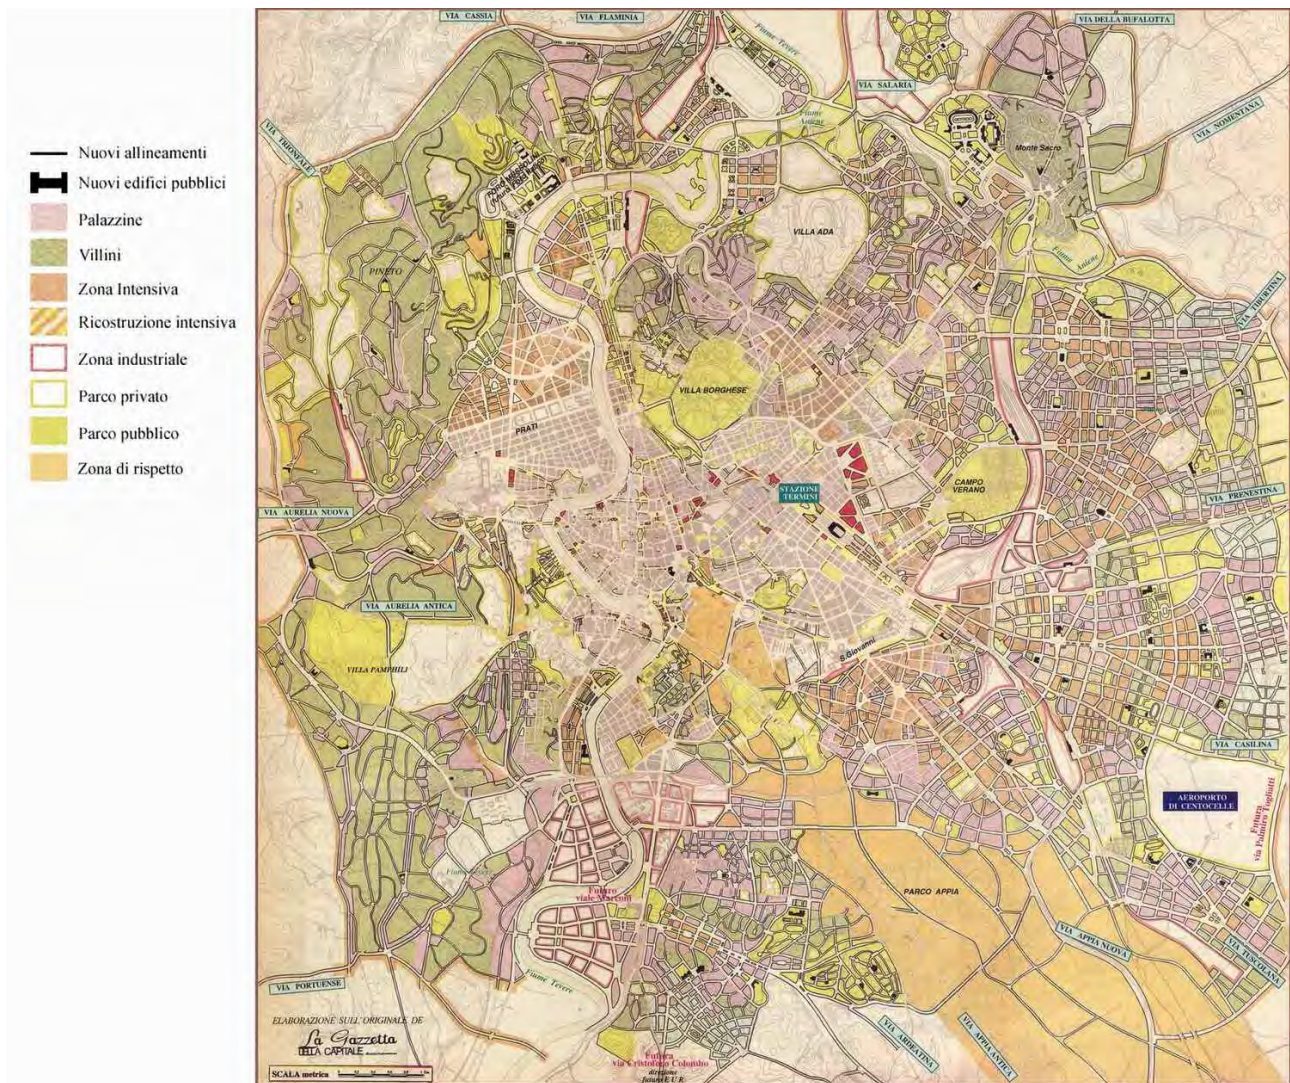 Nuovi allineamenti
Nuovi edifici pubblici
Palazzine
Villini
Zona Intensiva
Ricostruzione intensiva
Zona industriale
Parco privato
Parco pubblico
Zona di rispetto
VIA CASSIA
VIA FLAMINIA
VIA DELLA BUFALOTTA
Fiume Tevere
VIA SALARIA
VIA NOMENTANA
VIA TRIONFALE
Fiume
Aniene
Monte Sacro
VILLA ADA
Fiume Aniene
PINETO
VIA TIBURTINA
VILLA BORGHESE
PRATI
STAZIONE
TERMINI
CAMPO
VERANO
VIA PRENESTINA
VIA AURELIA NUOVA
VIA AURELIA ANTICA
S.Giovanni
VILLA PAMPHILI
VIA CASILINA
AEROPORTO
DI CENTOCELLE
Futura
via Palmiro Togliatti
Futuro
viale Marconi
PARCO APPIA
VIA APPIA NUOVA
VIA TUSCOLANA
Fiume Tevere
VIA PORTUENSE
VIA ARDEATINA
VIA APPIA ANTICA
ELABORAZIONE SULL'ORIGINALE DE
La Gazzetta
DELLA CAPITALE
Futura
via Cristoforo Colombo
direzione
futuro E U R
SCALA metrica